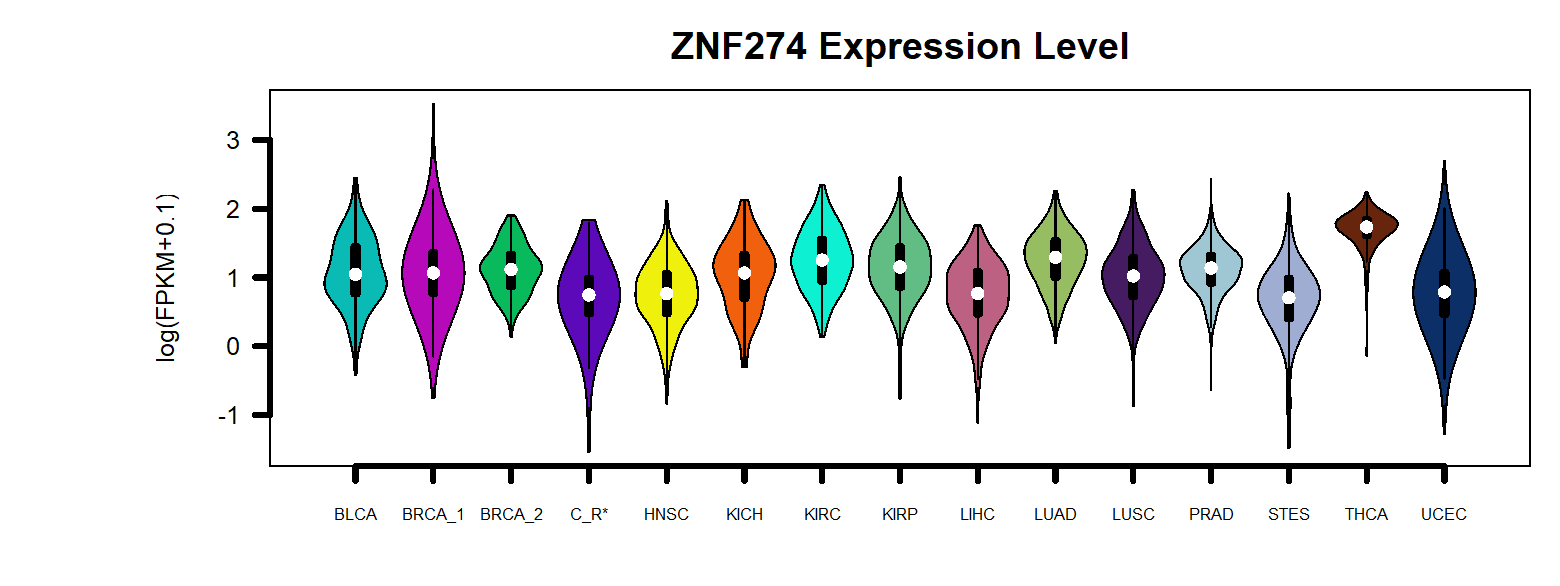 ZNF274 Expression Level
log(FPKM+0.1)
3
2
1
0
-1
BLCA BRCA_1 BRCA_2 C_R* HNSC KICH KIRC KIRP LIHC LUAD LUSC PRAD STES THCA UCEC